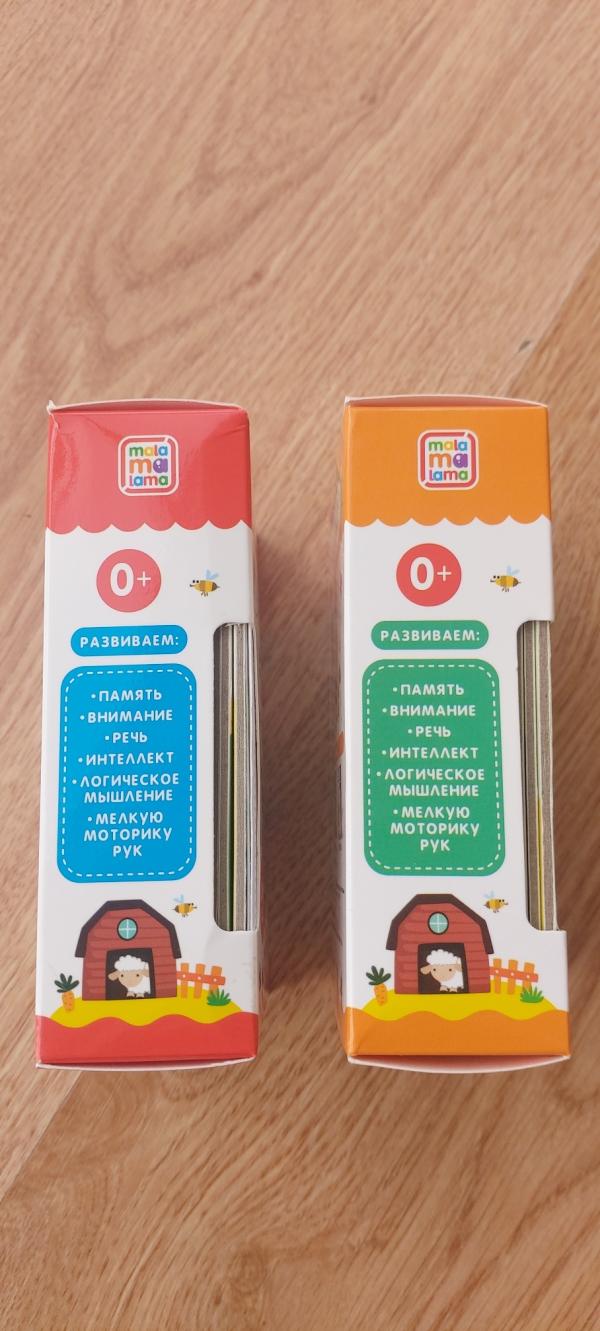 mala
ma
lama
0+
РАЗВИВАЕМ:
•ПАМЯТЬ
•ВНИМАНИЕ
•РЕЧЬ
•ИНТЕЛЛЕКТ
•ЛОГИЧЕСКОЕ
МЫШЛЕНИЕ
•МЕЛКУЮ
МОТОРИКУ
РУК
mala
ma
lama
0+
РАЗВИВАЕМ:
•ПАМЯТЬ
•ВНИМАНИЕ
•РЕЧЬ
•ИНТЕЛЛЕКТ
•ЛОГИЧЕСКОЕ
МЫШЛЕНИЕ
•МЕЛКУЮ
МОТОРИКУ
РУК